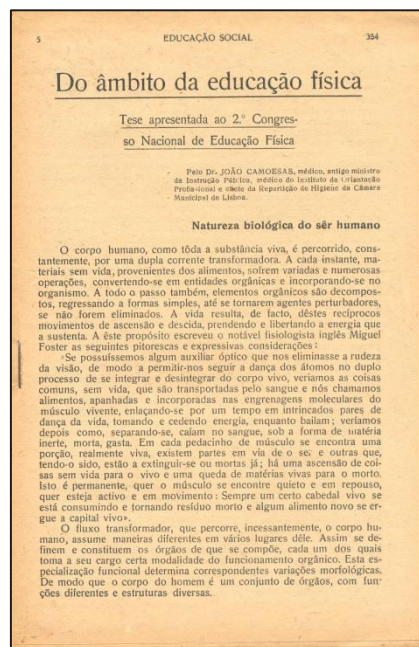 5 EDUCAÇÃO SOCIAL 354
Do âmbito da educação física
Tese apresentada ao 2.º Congres-
so Nacional de Educação Física
Pelo Dr. JOÃO CAMOESAS, médico, antigo ministro
da Instrução Pública, médico do Instituto de Orientação
Profissional e chefe da Repartição de Higiene da Câmara
Municipal de Lisboa.
Natureza biológica do sêr humano
O corpo humano, como tôda a substância viva, é percorrido, cons-
tantemente, por uma dupla corrente transformadora. A cada instante, ma-
teriais sem vida, provenientes dos alimentos, sofrem variadas e numerosas
operações, convertendo-se em entidades orgânicas e incorporando-se no
organismo. A todo o passo também, elementos orgânicos são decompos-
tos, regressando a formas simples, até se tornarem agentes perturbadores,
se não forem eliminados. A vida resulta, de facto, dêstes recíprocos
movimentos de ascensão e descida, prendendo e libertando a energia que
a sustenta. A êste propósito escreveu o notável fisiologista inglês Miguel
Foster as seguintes pitorescas e expressivas considerações:
«Se possuíssemos algum auxiliar óptico que nos eliminasse a rudeza
da visão, de modo a permitir-nos seguir a dança dos átomos no duplo
processo de se integrar e desintegrar do corpo vivo, veríamos as coisas
comuns, sem vida, que são transportadas pelo sangue e nós chamamos
alimentos, apanhadas e incorporadas nas engrenagens moleculares do
músculo vivente, enlaçando-se por um tempo em intrincados pares de
dança da vida, tomando e cedendo energia, enquanto bailam; veríamos
depois como, separando-se, caíam no sangue, sob a forma de matéria
inerte, morta, gasta. Em cada pedacinho de músculo se encontra uma
porção, realmente viva, existem partes em via de o ser e outras que,
tendo-o sido, estão a extinguir-se ou mortas já; há uma ascensão de coi-
sas sem vida para o vivo e uma queda de matérias vivas para o morto.
Isto é permanente, quer o músculo se encontre quieto e em repouso,
quer esteja activo e em movimento: Sempre um certo cabedal vivo se
está consumindo e tornando resíduo morto e algum alimento novo se er-
gue a capital vivo».
O fluxo transformador, que percorre, incessantemente, o corpo hu-
mano, assume maneiras diferentes em vários lugares dêle. Assim se de-
finem e constituem os órgãos de que se compõe, cada um dos quais
toma a seu cargo certa modalidade do funcionamento orgânico. Esta es-
pecialização funcional determina correspondentes variações morfológicas.
De modo que o corpo do homem é um conjunto de órgãos, com fun-
ções diferentes e estruturas diversas.